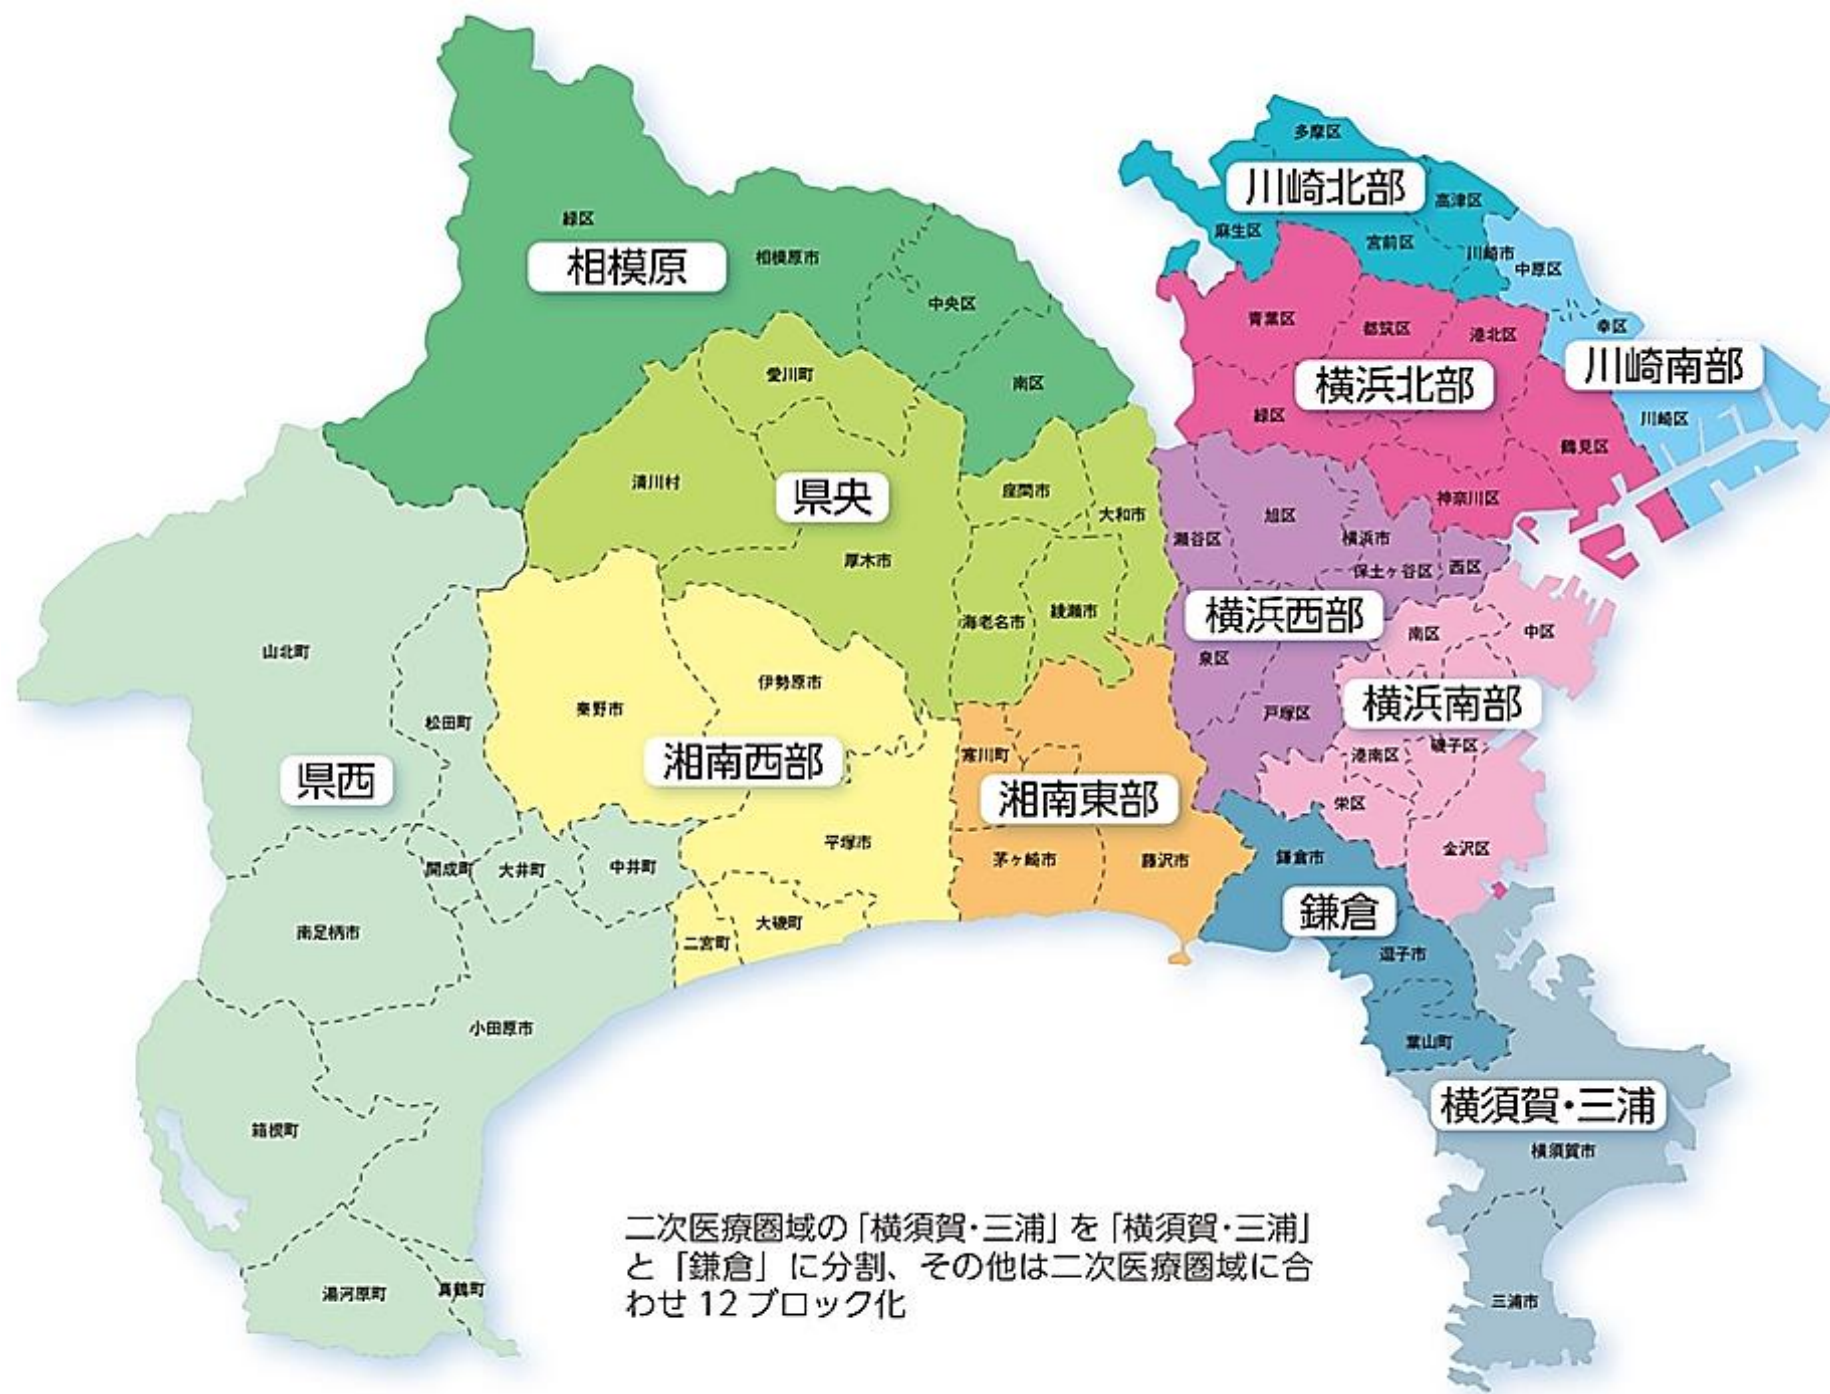 多摩区
川崎北部
高津区
麻生区
宮前区
川崎市
中原区
幸区
川崎南部
川崎区
緑区
相模原市
相模原
中央区
南区
青葉区
都筑区
港北区
横浜北部
緑区
鶴見区
神奈川区
愛川町
清川村
県央
座間市
大和市
厚木市
海老名市
綾瀬市
瀬谷区
旭区
横浜市
保土ヶ谷区
西区
横浜西部
泉区
戸塚区
南区
中区
横浜南部
港南区
磯子区
栄区
金沢区
山北町
松田町
県西
開成町
大井町
中井町
南足柄市
小田原市
箱根町
湯河原町
真鶴町
秦野市
伊勢原市
湘南西部
平塚市
大磯町
二宮町
寒川町
湘南東部
茅ヶ崎市
藤沢市
鎌倉市
鎌倉
逗子市
葉山町
横須賀・三浦
横須賀市
三浦市
二次医療圏域の「横須賀・三浦」を「横須賀・三浦」
と「鎌倉」に分割、その他は二次医療圏域に合
わせ 12 ブロック化